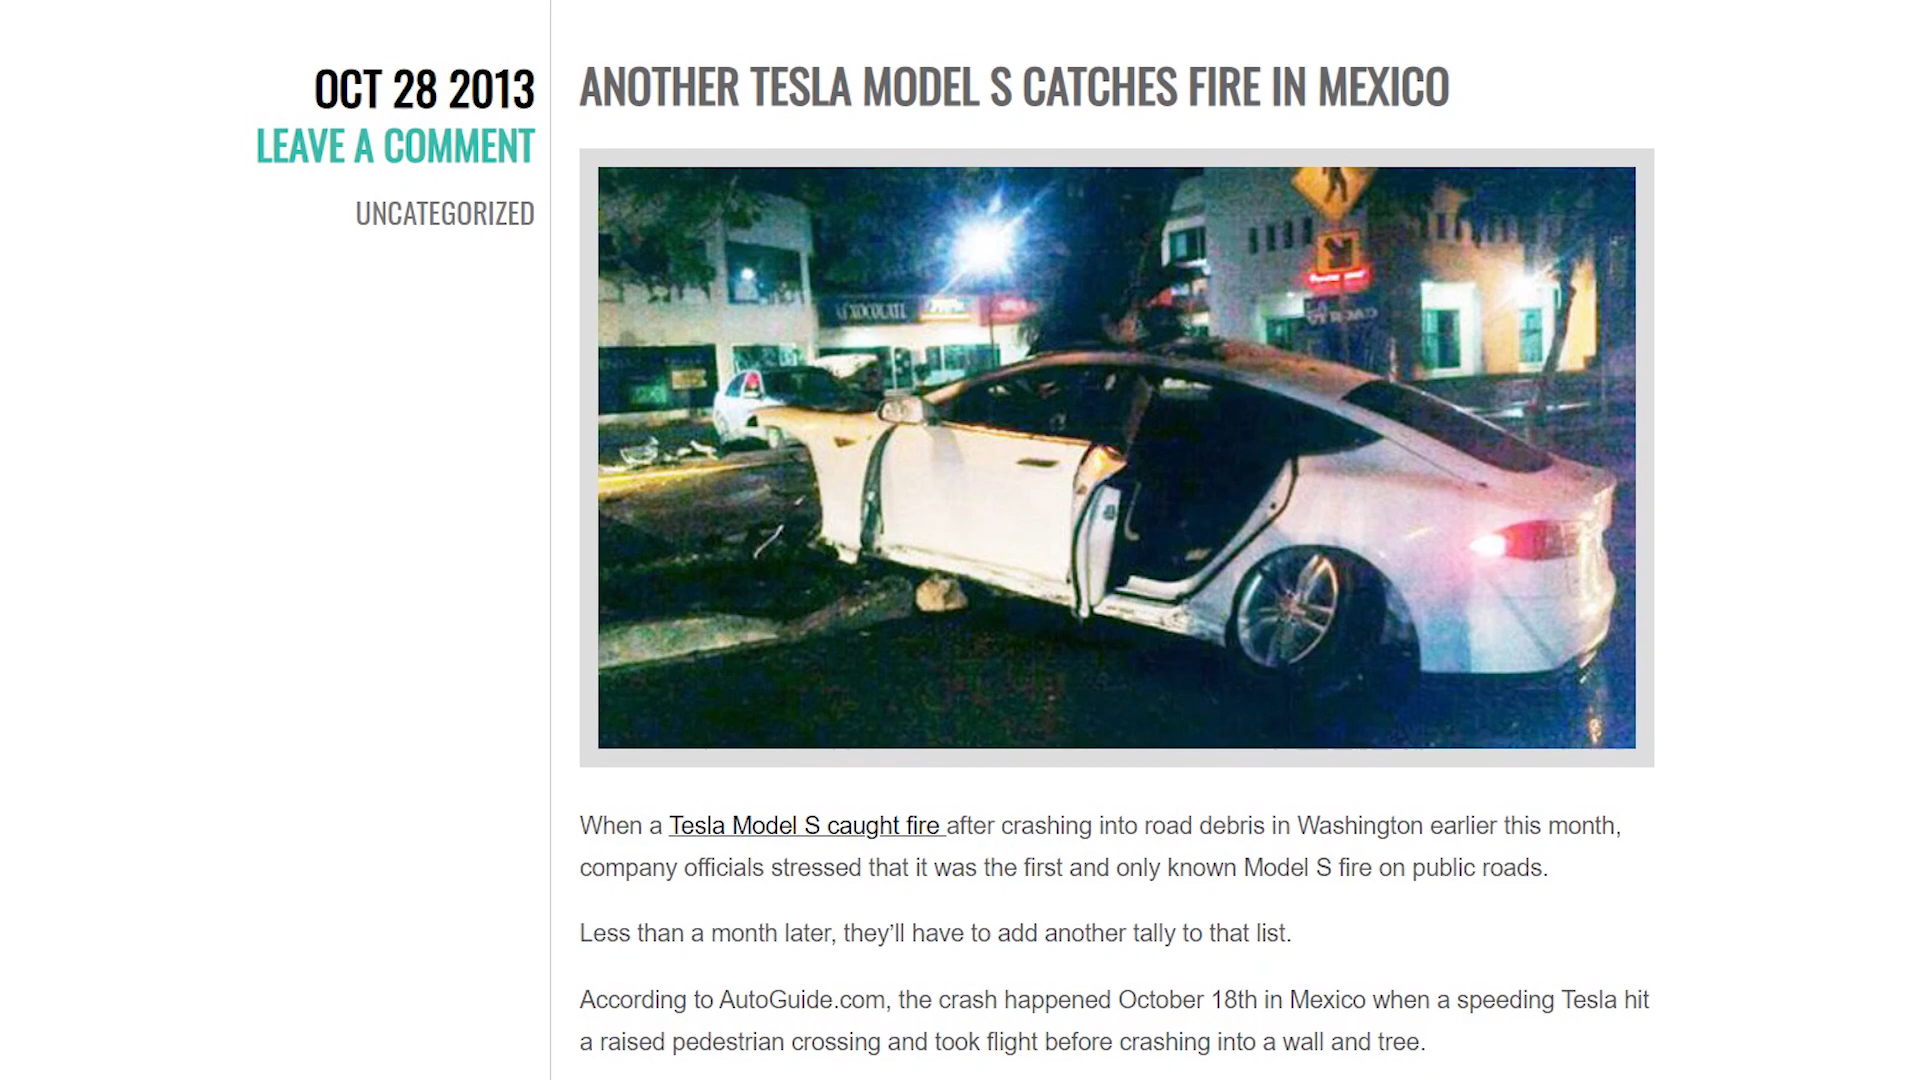 OCT 28 2013
LEAVE A COMMENT
UNCATEGORIZED
ANOTHER TESLA MODEL S CATCHES FIRE IN MEXICO
When a Tesla Model S caught fire after crashing into road debris in Washington earlier this month,
company officials stressed that it was the first and only known Model S fire on public roads.
Less than a month later, they’ll have to add another tally to that list.
According to AutoGuide.com, the crash happened October 18th in Mexico when a speeding Tesla hit
a raised pedestrian crossing and took flight before crashing into a wall and tree.